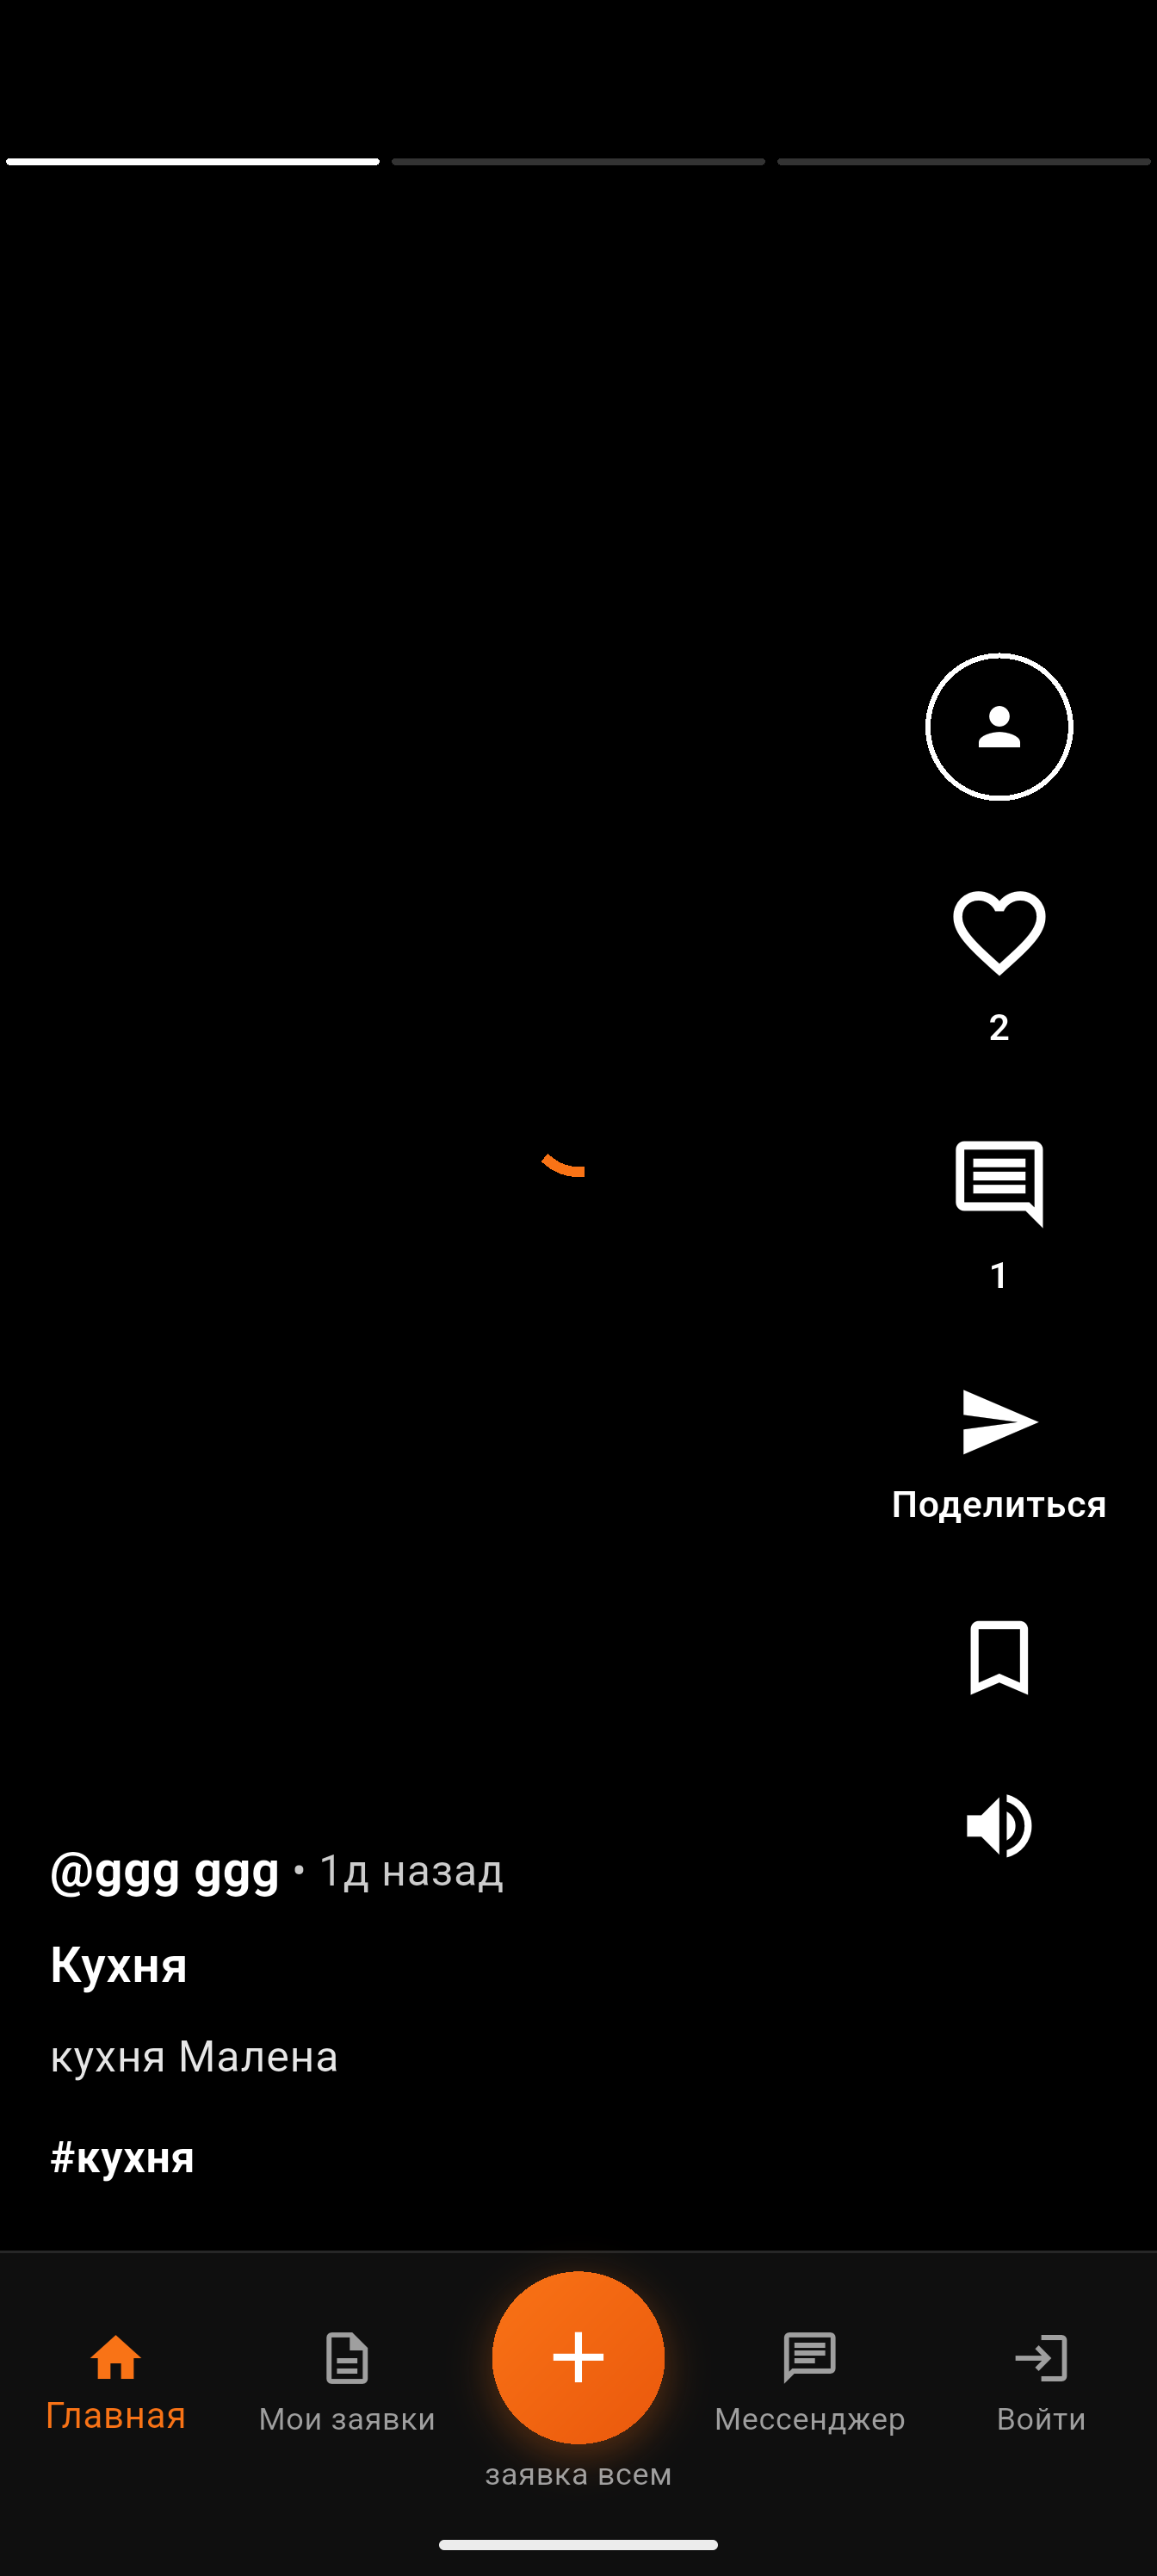 2
1
Поделиться
@ggg ggg • 1д назад
Кухня
кухня Малена
#кухня
Главная
Мои заявки
заявка всем
Мессенджер
Войти